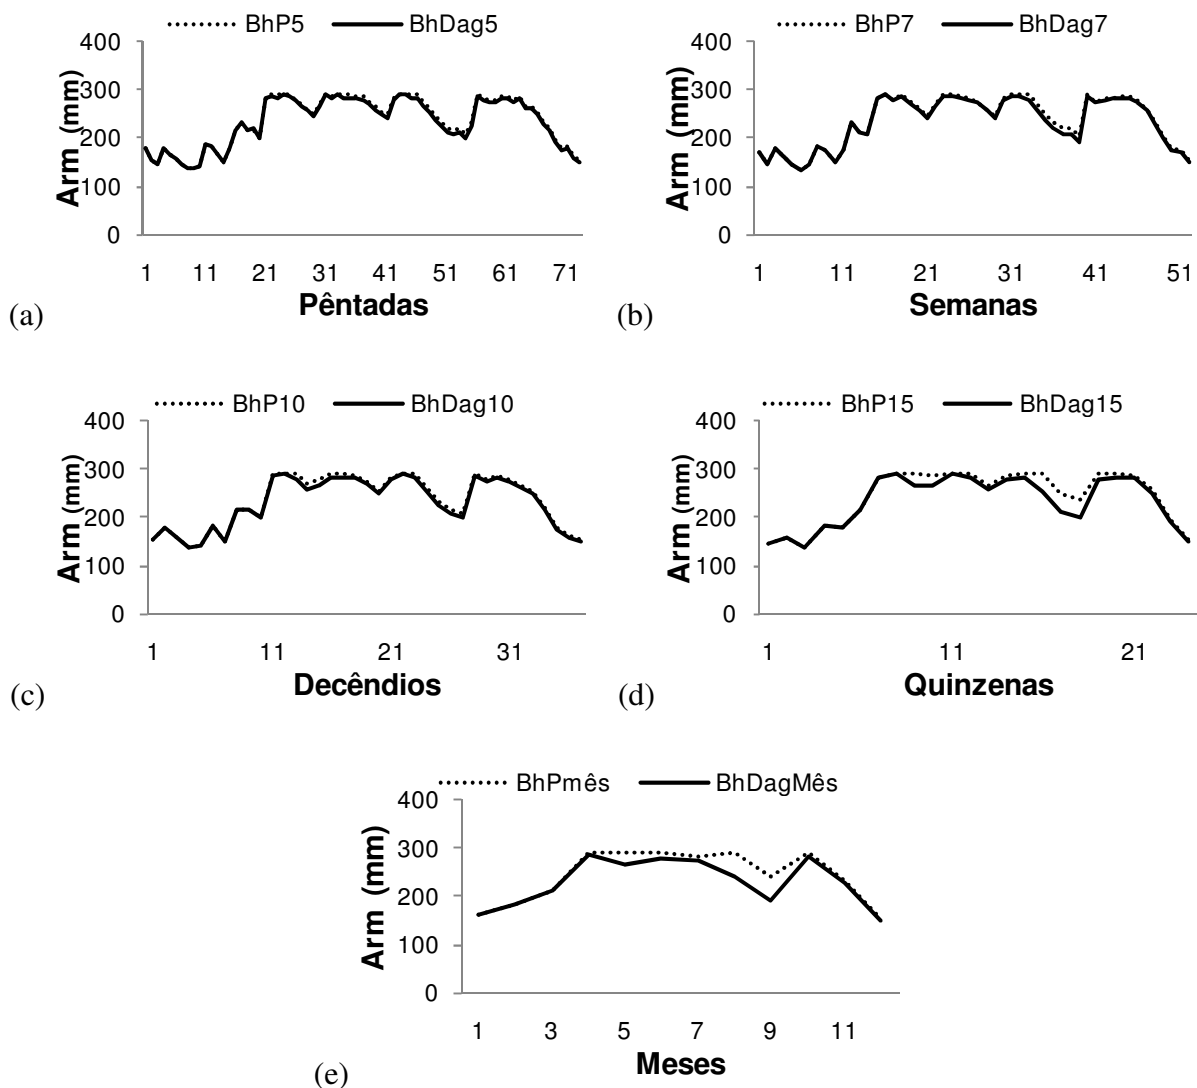 BhP5 BhDag5
Arm (mm)
400
300
200
100
0
1 11 21 31 41 51 61 71
Pêntadas
(a)
BhP7 BhDag7
Arm (mm)
400
300
200
100
0
1 11 21 31 41 51
Semanas
(b)
BhP10 BhDag10
Arm (mm)
400
300
200
100
0
1 11 21 31
Decêndios
(c)
BhP15 BhDag15
Arm (mm)
400
300
200
100
0
1 11 21
Quinzenas
(d)
BhPmês BhDagMês
Arm (mm)
400
300
200
100
0
1 3 5 7 9 11
Meses
(e)